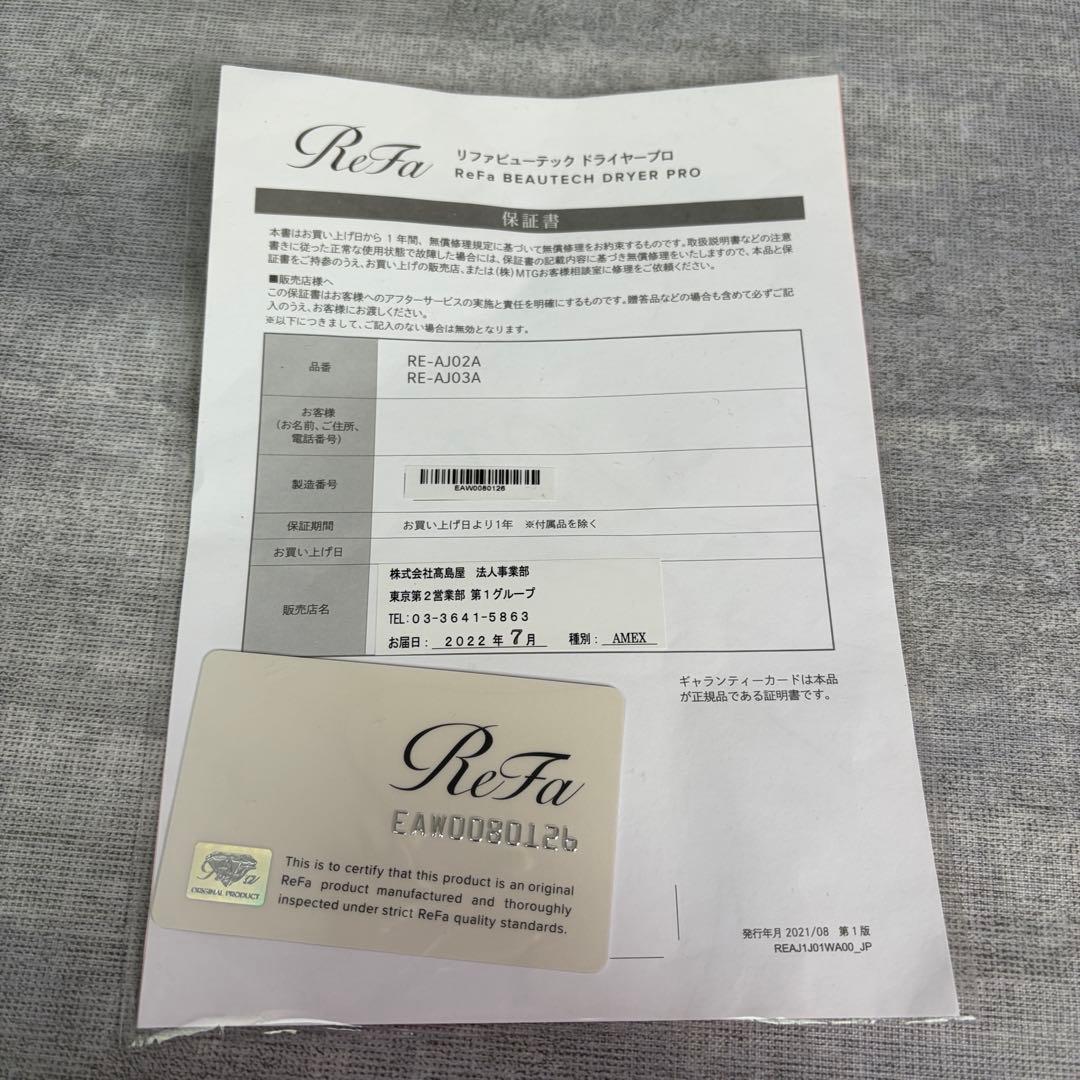 ReFa
リファビューテック ドライヤープロ
ReFa BEAUTECH DRYER PRO
保証書
本書はお買い上げ日から1年間、無償修理規定に基づいて無償修理をお約束するものです。取扱説明書などの注意
書きに従った正常な使用状態で故障した場合には、保証書の記載内容に基き無償修理をいたしますので、本品と保
証書をご持参のうえ、お買い上げの販売店、または(株)MTGお客様相談室に修理をご依頼ください。
■販売店様へ
この保証書はお客様へのアフターサービスの実施と責任を明確にするものです。贈答品などの場合も含めて必ずご記
入のうえ、お客様にお渡しください。
※以下につきまして、ご記入のない場合は無効となります。
品番
RE-AJ02A
RE-AJ03A
お客様
(お名前、ご住所、
電話番号)
製造番号
EAW0080126
保証期間
お買い上げ日より1年 ※付属品を除く
お買い上げ日
販売店名
株式会社髙島屋 法人事業部
東京第2営業部 第1グループ
TEL:03-3641-5863
お届日: 2022年7月 種別: AMEX
ギャランティーカードは本品
が正規品である証明書です。
ReFa
EAW0080126
ReFa
ORIGINAL PRODUCT
This is to certify that this product is an original
ReFa product manufactured and thoroughly
inspected under strict ReFa quality standards.
発行年月 2021/08 第1版
REAJ1J01WA00_JP